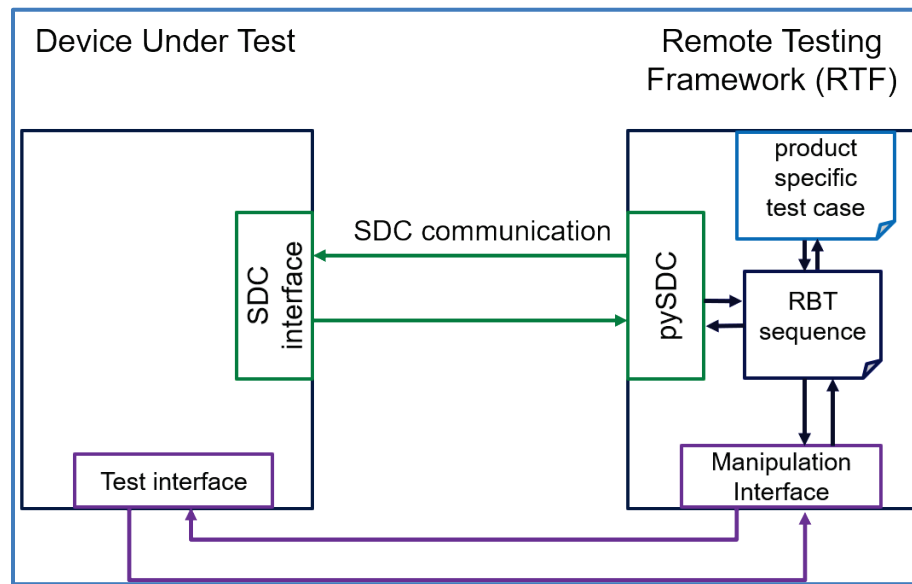 Device Under Test
Remote Testing
Framework (RTF)
product
specific
test case
SDC communication
SDC
interface
pySDC
RBT
sequence
Test interface
Manipulation
Interface